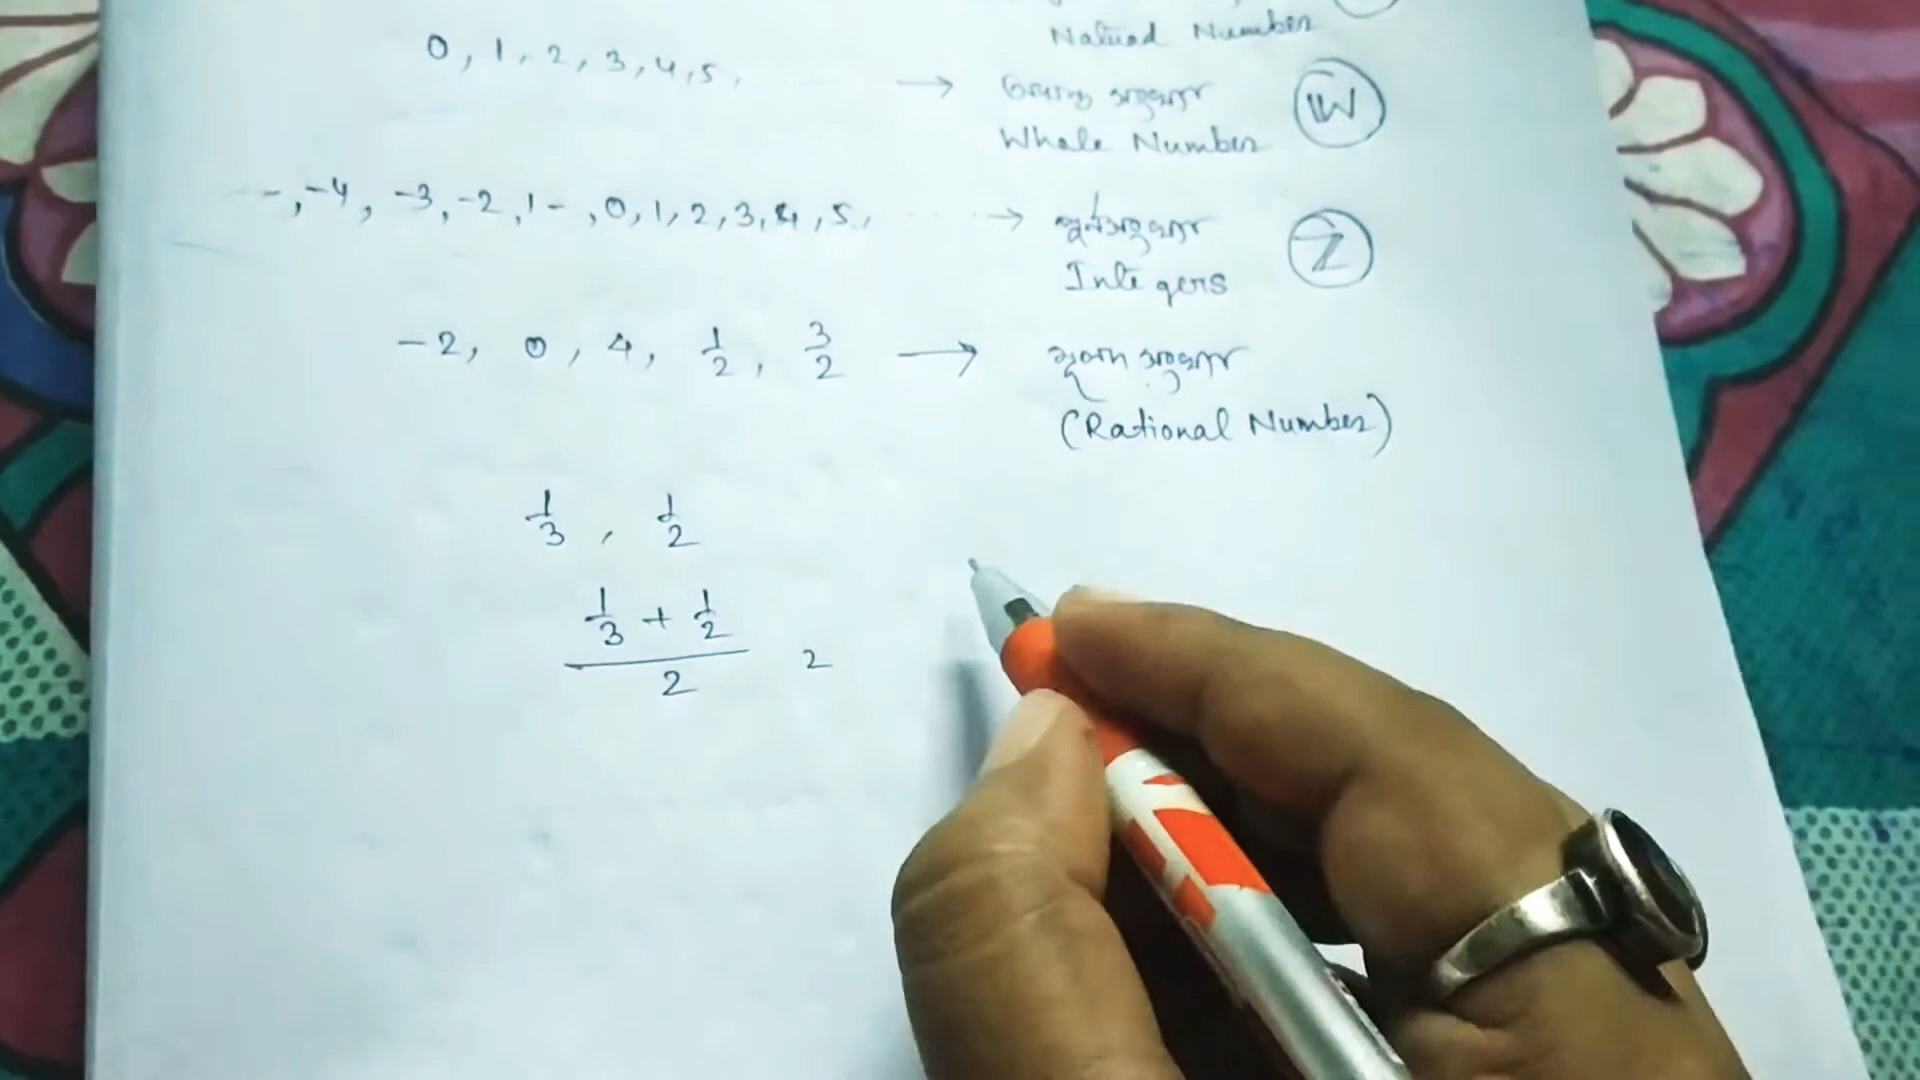 Natural Number
0, 1, 2, 3, 4, 5, → সংখ্যা (W)
Whole Number
-, -4, -3, -2, 1-, 0, 1, 2, 3, 4, 5, ..... → পূর্ণসংখ্যা (Z)
Integers
-2, 0, 4, 1/2, 3/2 → মূলদ সংখ্যা
(Rational Number)
1/3, 1/2
1/3 + 1/2
2 2